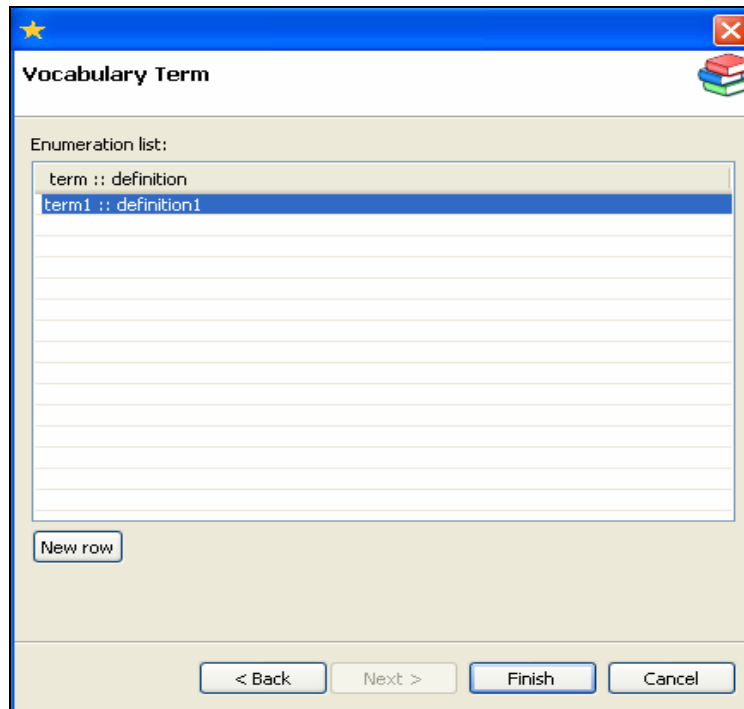 Vocabulary Term
Enumeration list:
term :: definition
term1 :: definition1
New row
< Back Next > Finish Cancel